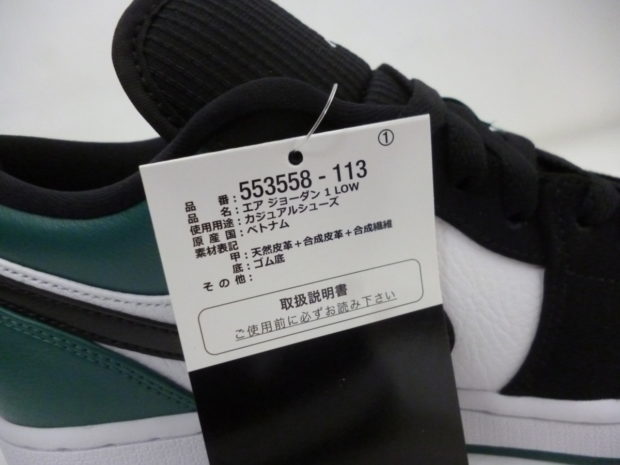 ①
品 番：553558 - 113
品 名：エア ジョーダン 1 LOW
使用用途：カジュアルシューズ
原 産 国：ベトナム
素材表記
甲：天然皮革＋合成皮革＋合成繊維
底：ゴム底
そ の 他：
取扱説明書
ご使用前に必ずお読み下さい